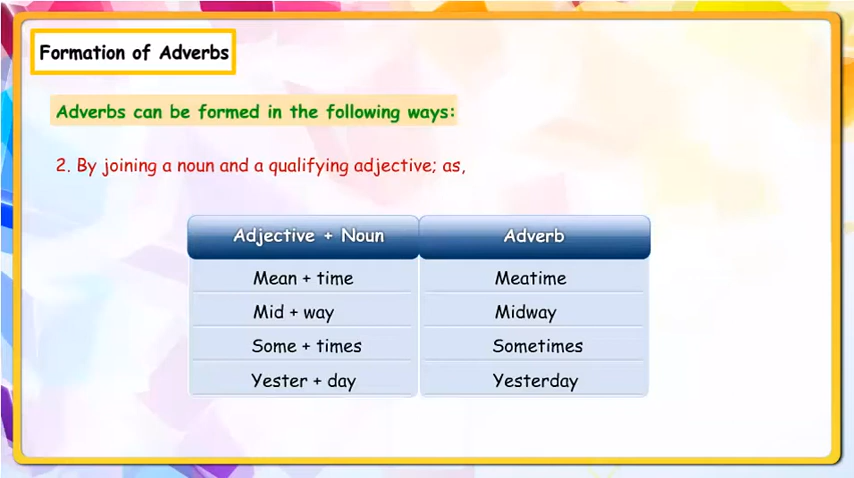 Formation of Adverbs
Adverbs can be formed in the following ways:
2. By joining a noun and a qualifying adjective; as,
Adjective + Noun Adverb
Mean + time Meatime
Mid + way Midway
Some + times Sometimes
Yester + day Yesterday